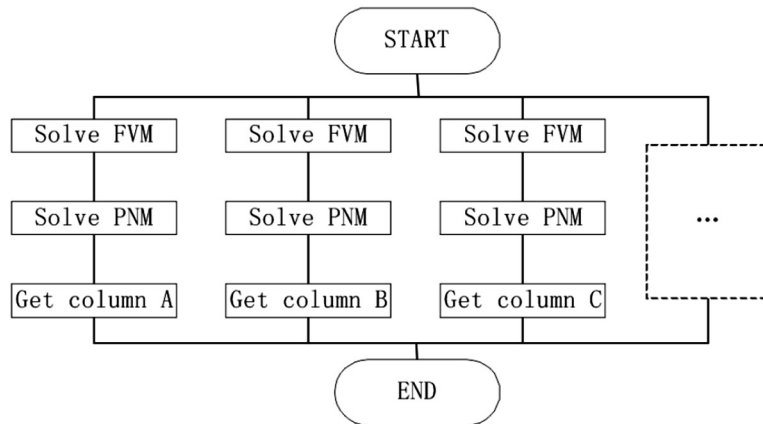 START
Solve FVM Solve FVM Solve FVM
Solve PNM Solve PNM Solve PNM ...
Get column A Get column B Get column C
END